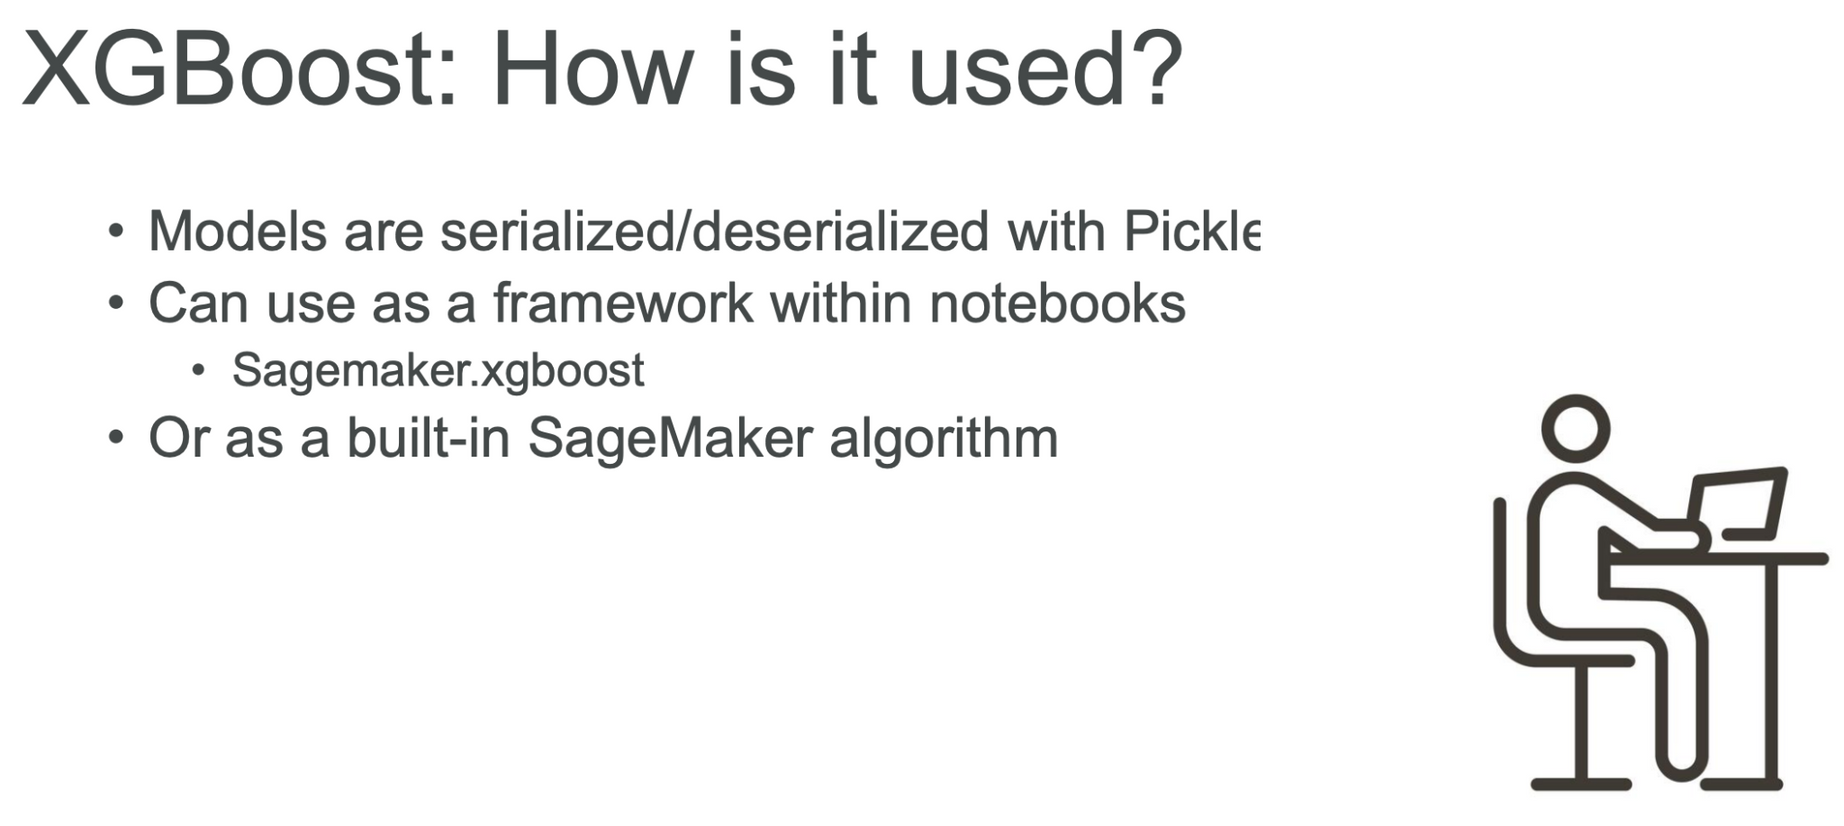 XGBoost: How is it used?
• Models are serialized/deserialized with Pickle
• Can use as a framework within notebooks
• Sagemaker.xgboost
• Or as a built-in SageMaker algorithm